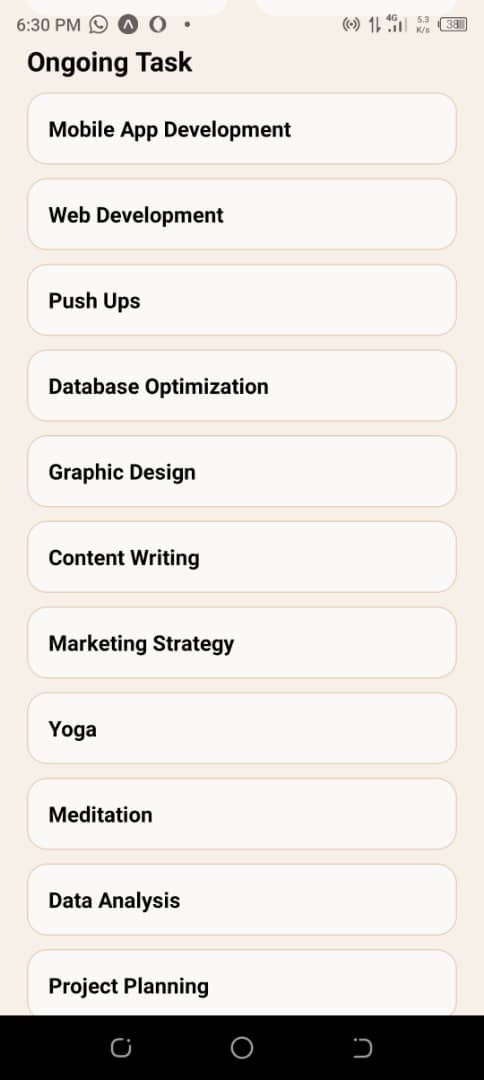 6:30 PM
4G
5.3
K/s
38
Ongoing Task
Mobile App Development
Web Development
Push Ups
Database Optimization
Graphic Design
Content Writing
Marketing Strategy
Yoga
Meditation
Data Analysis
Project Planning